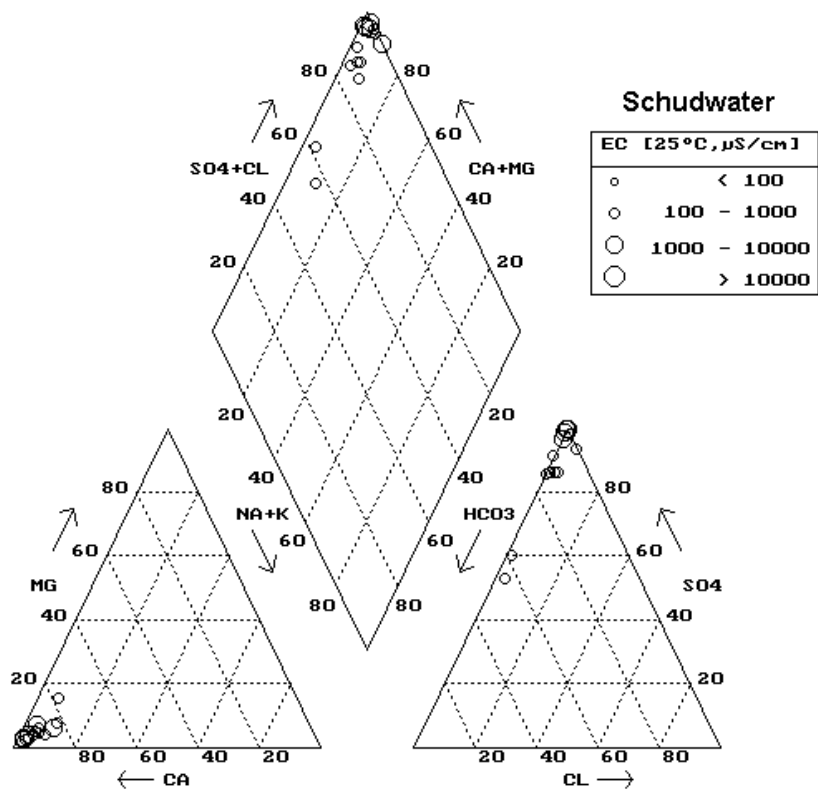 Schudwater
EC [25°C,µS/cm]
< 100
100 - 1000
1000 - 10000
> 10000
80 80
60 60
SO4+CL CA+MG
40 40
20 20
20 20
40 40
NA+K HCO3
60 60
80 80
80
60
MG
40
20
80 60 40 20
CA
80
60
SO4
40
20
20 40 60 80
CL